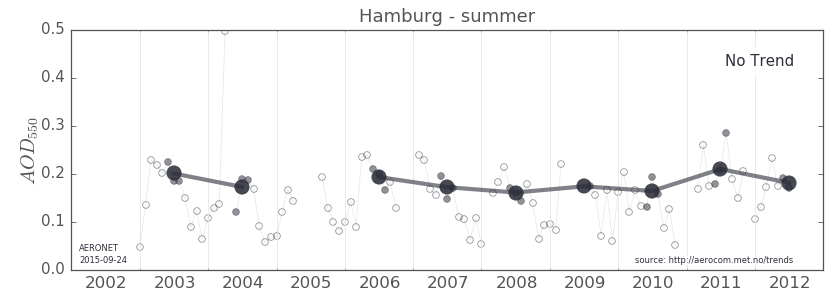 Hamburg - summer
No Trend
0.5
0.4
0.3
0.2
0.1
0.0
AOD550
AERONET
2015-09-24
source: http://aerocom.met.no/trends
2002 2003 2004 2005 2006 2007 2008 2009 2010 2011 2012